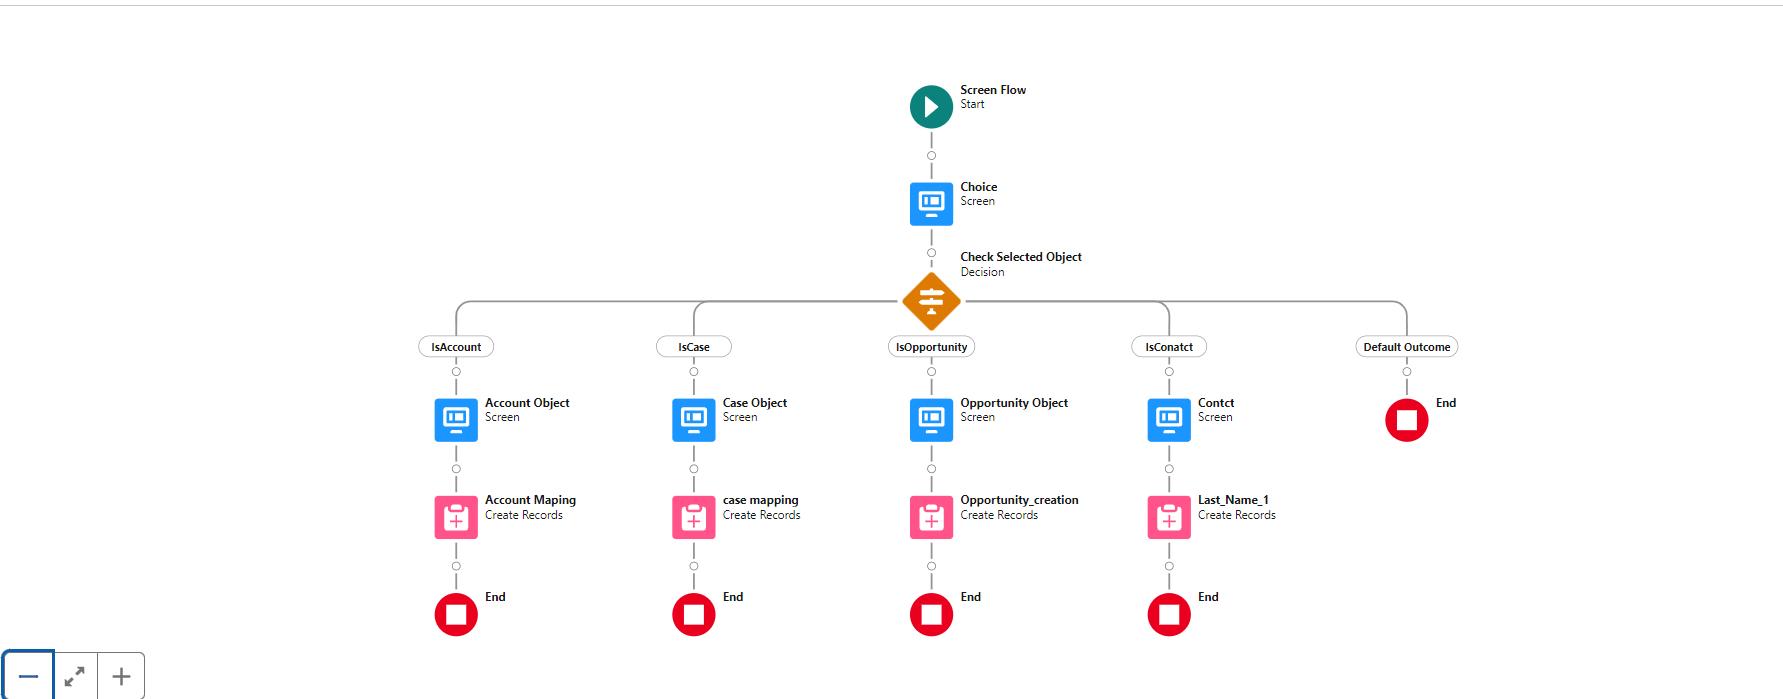 Screen Flow
Start
Choice
Screen
Check Selected Object
Decision
IsAccount
IsCase
IsOpportunity
IsConatct
Default Outcome
Account Object
Screen
Case Object
Screen
Opportunity Object
Screen
Contct
Screen
End
Account Maping
Create Records
case mapping
Create Records
Opportunity_creation
Create Records
Last_Name_1
Create Records
End
End
End
End